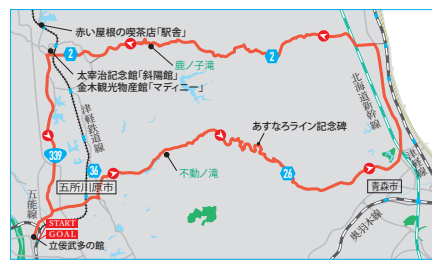 赤い屋根の喫茶店「駅舎」
2
鹿ノ子滝
2
太宰治記念館「斜陽館」
金木観光物産館「マディニー」
津軽鉄道線
北海道新幹線
あすなろライン記念碑
津軽線
339
36
五所川原市
不動ノ滝
26
青森市
五能線
START
GOAL
立佞武多の館
奥羽本線